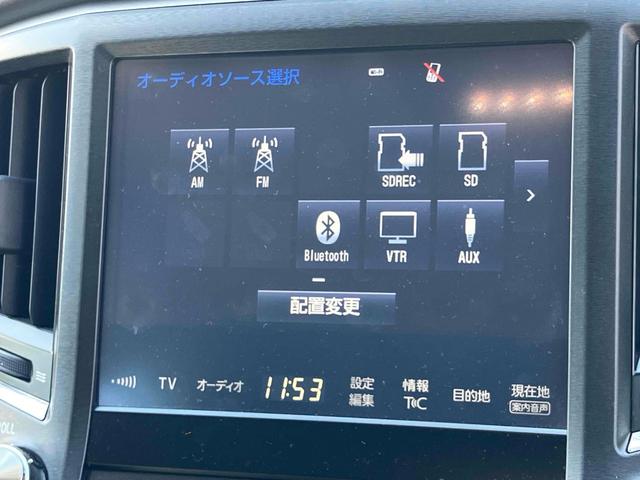 オーディオソース選択
AM
FM
SDREC
SD
Bluetooth
VTR
AUX
配置変更
TV
オーディオ
11:53
設定
編集
情報
T&C
目的地
現在地
案内音声